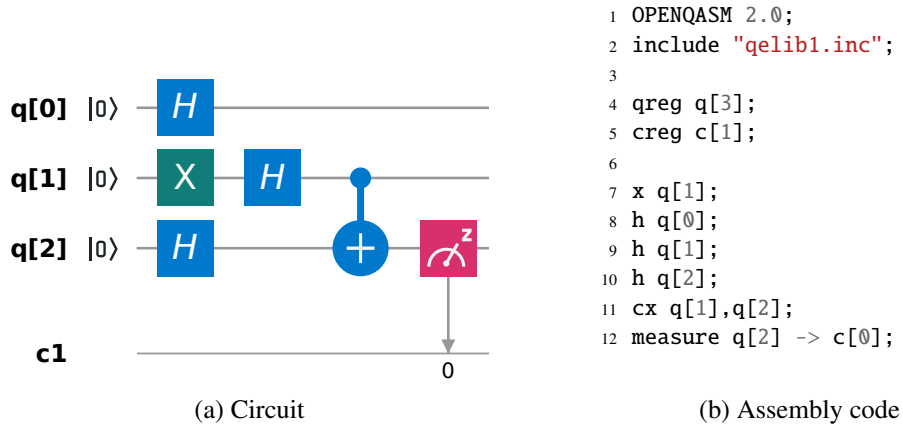 q[0] |0⟩ H
q[1] |0⟩ X H
q[2] |0⟩ H + z
c1
0
(a) Circuit
1 OPENQASM 2.0;
2 include "qelib1.inc";
3
4 qreg q[3];
5 creg c[1];
6
7 x q[1];
8 h q[0];
9 h q[1];
10 h q[2];
11 cx q[1],q[2];
12 measure q[2] -> c[0];
(b) Assembly code